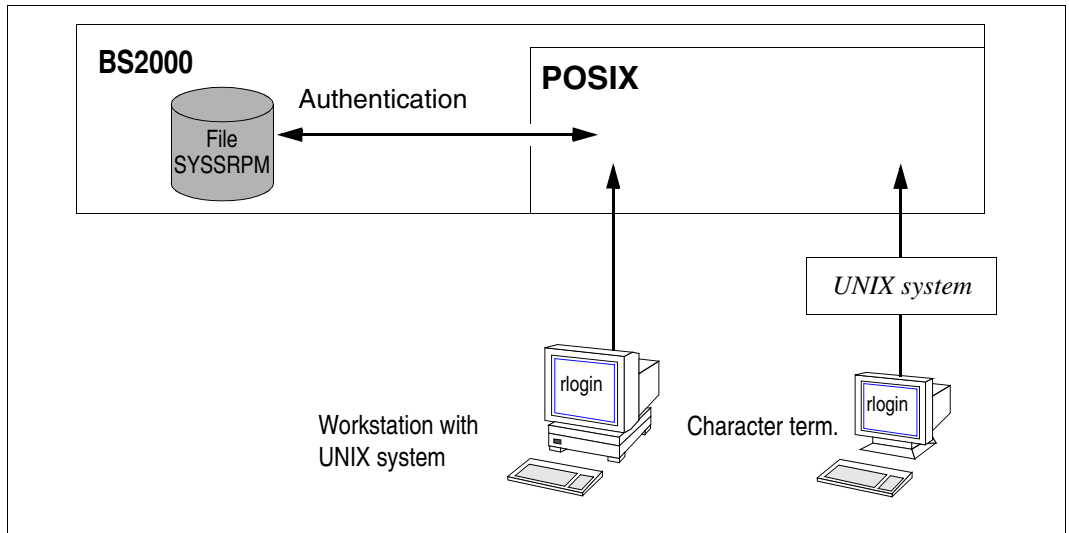 BS2000
POSIX
Authentication
File
SYSSRPM
UNIX system
rlogin
rlogin
Workstation with
UNIX system
Character term.